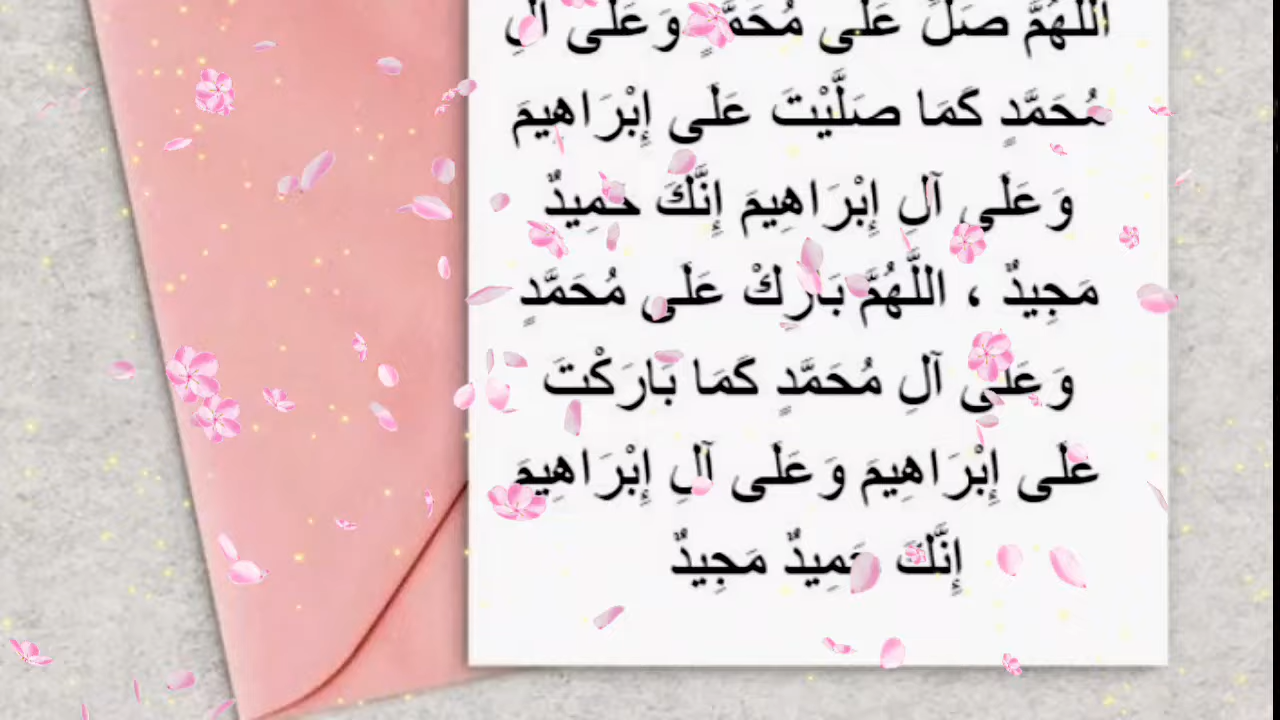 اللَّهُمَّ صَلِّ عَلَى مُحَمَّدٍ وَعَلَى آلِ
مُحَمَّدٍ كَمَا صَلَّيْتَ عَلَى إِبْرَاهِيمَ
وَعَلَى آلِ إِبْرَاهِيمَ إِنَّكَ حَمِيدٌ
مَجِيدٌ ، اللَّهُمَّ بَارِكْ عَلَى مُحَمَّدٍ
وَعَلَى آلِ مُحَمَّدٍ كَمَا بَارَكْتَ
عَلَى إِبْرَاهِيمَ وَعَلَى آلِ إِبْرَاهِيمَ
إِنَّكَ حَمِيدٌ مَجِيدٌ